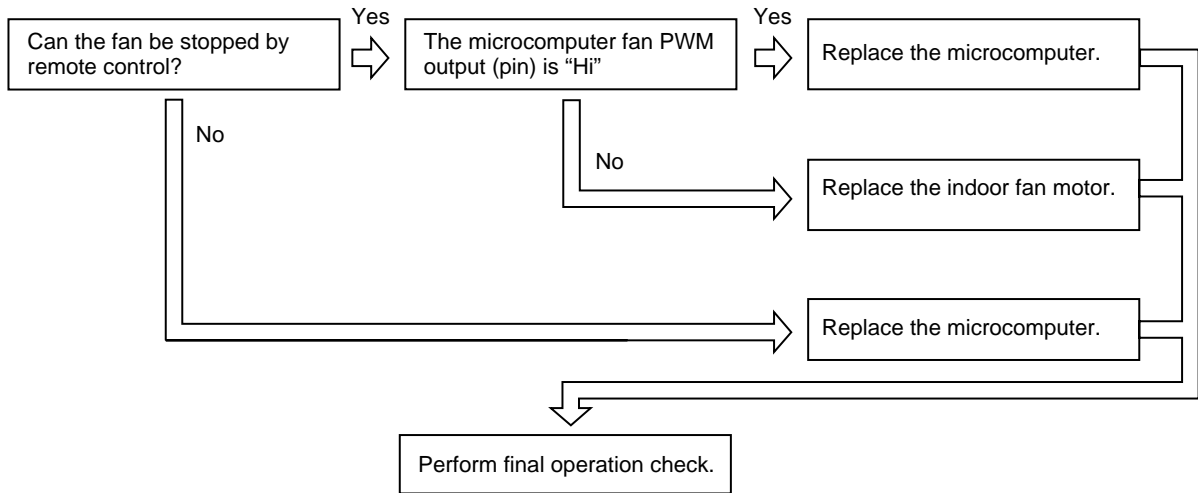 Yes
Yes
Can the fan be stopped by
remote control?
The microcomputer fan PWM
output (pin) is “Hi”
Replace the microcomputer.
No
No
Replace the indoor fan motor.
Replace the microcomputer.
Perform final operation check.